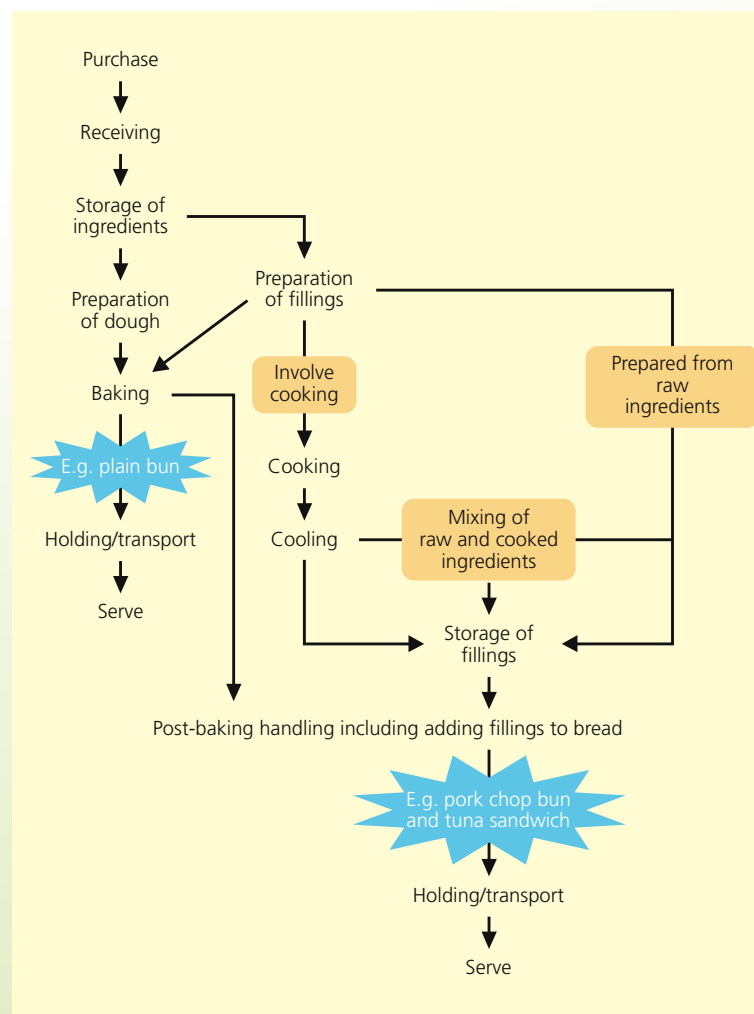 Purchase
Receiving
Storage of
ingredients
Preparation
of fillings
Preparation
of dough
Involve
cooking
Prepared from
raw
ingredients
Baking
E.g. plain bun
Cooking
Holding/transport
Cooling
Mixing of
raw and cooked
ingredients
Serve
Storage of
fillings
Post-baking handling including adding fillings to bread
E.g. pork chop bun
and tuna sandwich
Holding/transport
Serve